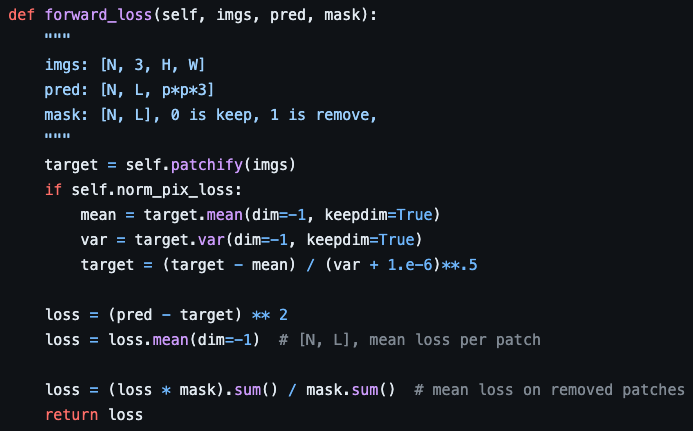 def forward_loss(self, imgs, pred, mask):
    """
    imgs: [N, 3, H, W]
    pred: [N, L, p*p*3]
    mask: [N, L], 0 is keep, 1 is remove,
    """
    target = self.patchify(imgs)
    if self.norm_pix_loss:
        mean = target.mean(dim=-1, keepdim=True)
        var = target.var(dim=-1, keepdim=True)
        target = (target - mean) / (var + 1.e-6)**.5

    loss = (pred - target) ** 2
    loss = loss.mean(dim=-1)  # [N, L], mean loss per patch

    loss = (loss * mask).sum() / mask.sum()  # mean loss on removed patches
    return loss